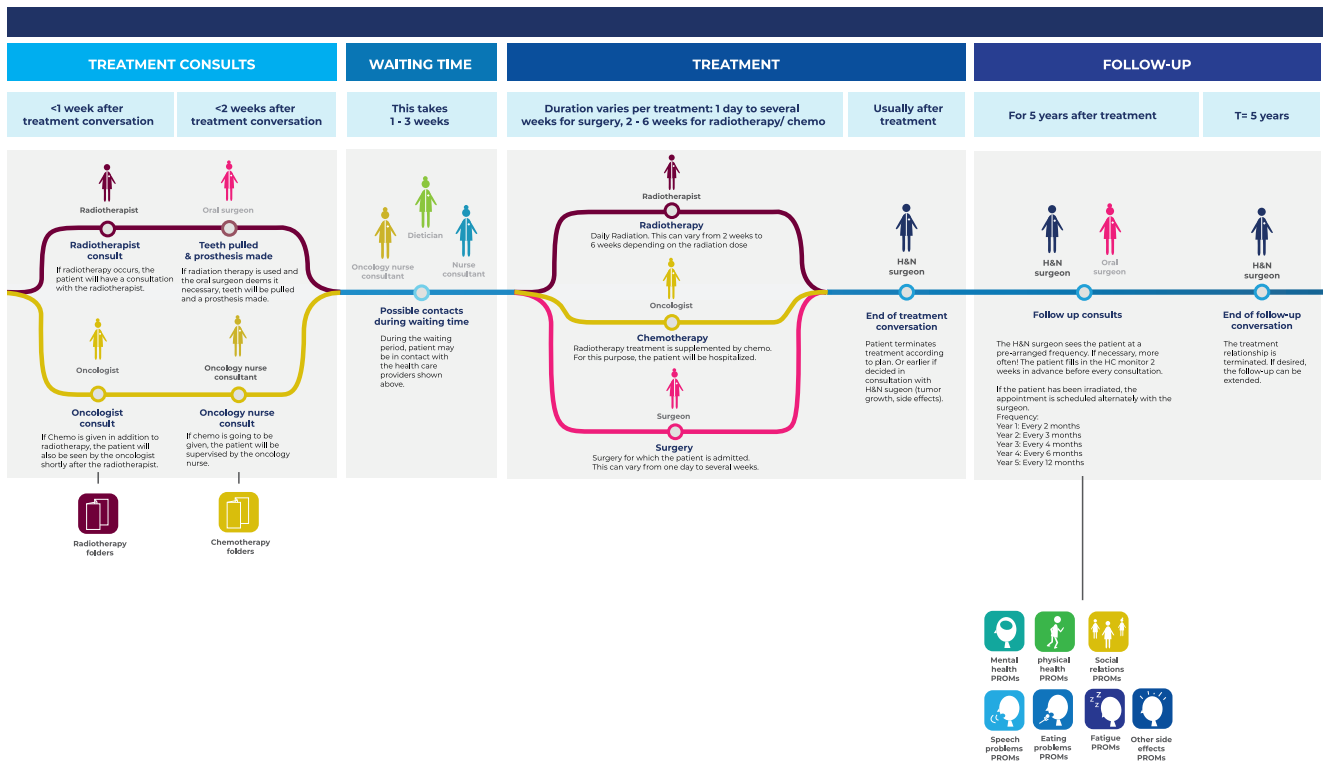 TREATMENT CONSULTS
WAITING TIME
TREATMENT
FOLLOW-UP
<1 week after
treatment conversation
<2 weeks after
treatment conversation
This takes
1 - 3 weeks
Duration varies per treatment: 1 day to several
weeks for surgery, 2 - 6 weeks for radiotherapy/ chemo
Usually after
treatment
For 5 years after treatment
T= 5 years
Radiotherapist
Radiotherapist
consult
If radiotherapy occurs, the
patient will have a consultation
with the radiotherapist.
Oral surgeon
Teeth pulled
& prosthesis made
If radiation therapy is used and
the oral surgeon deems it
necessary, teeth will be pulled
and a prosthesis made.
Oncologist
Oncologist
consult
If Chemo is given in addition to
radiotherapy, the patient will
also be seen by the oncologist
shortly after the radiotherapist.
Oncology nurse
consultant
Oncology nurse
consult
If chemo is going to be
given, the patient will be
supervised by the oncology
nurse.
Radiotherapy
folders
Chemotherapy
folders
Oncology nurse
consultant
Dietician
Nurse
consultant
Possible contacts
during waiting time
During the waiting
period, patient may
be in contact with
the health care
providers shown
above.
Radiotherapist
Radiotherapy
Daily Radiation. This can vary from 2 weeks to
6 weeks depending on the radiation dose
Oncologist
Chemotherapy
Radiotherapy treatment is supplemented by chemo.
For this purpose, the patient will be hospitalized.
Surgeon
Surgery
Surgery for which the patient is admitted.
This can vary from one day to several weeks.
H&N
surgeon
End of treatment
conversation
Patient terminates
treatment according
to plan. Or earlier if
decided in
consultation with
H&N sugeon (tumor
growth, side effects).
H&N
surgeon
Oral
surgeon
Follow up consults
The H&N surgeon sees the patient at a
pre-arranged frequency. If necessary, more
often! The patient fills in the HC monitor 2
weeks in advance before every consultation.
If the patient has been irradiated, the
appointment is scheduled alternately with the
surgeon.
Frequency:
Year 1: Every 2 months
Year 2: Every 3 months
Year 3: Every 4 months
Year 4: Every 6 months
Year 5: Every 12 months
H&N
surgeon
End of follow-up
conversation
The treatment
relationship is
terminated. If desired,
the follow-up can be
extended.
Mental
health
PROMs
physical
health
PROMs
Social
relations
PROMs
Speech
problems
PROMs
Eating
problems
PROMs
Z Z Z
Fatigue
PROMs
Other side
effects
PROMs